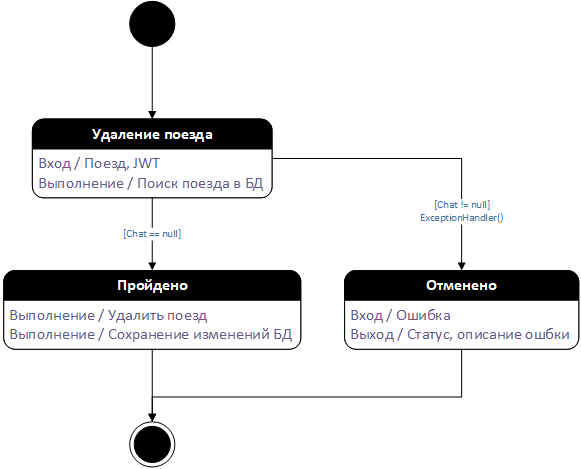 Удаление поезда
Вход / Поезд, JWT
Выполнение / Поиск поезда в БД
[Chat == null]
[Chat != null]
ExceptionHandler()
Пройдено
Выполнение / Удалить поезд
Выполнение / Сохранение изменений БД
Отменено
Вход / Ошибка
Выход / Статус, описание ошбки